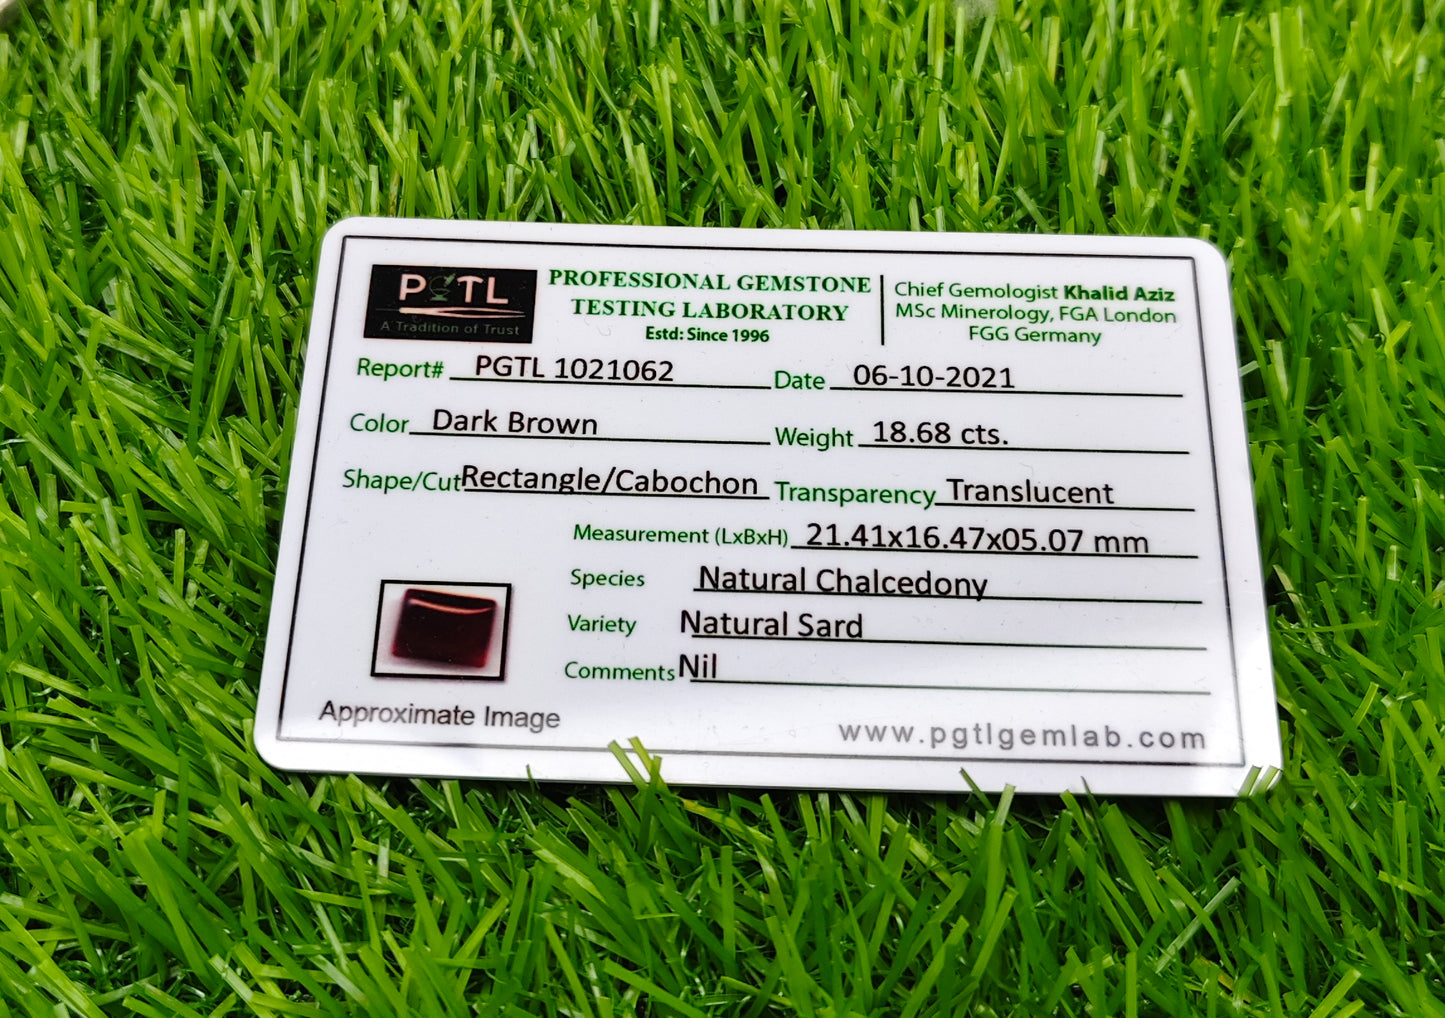 PGTL
A Tradition of Trust
PROFESSIONAL GEMSTONE
TESTING LABORATORY
Estd: Since 1996
Chief Gemologist Khalid Aziz
MSc Minerology, FGA London
FGG Germany
Report# PGTL 1021062 Date 06-10-2021
Color Dark Brown Weight 18.68 cts.
Shape/Cut Rectangle/Cabochon Transparency Translucent
Measurement (LxBxH) 21.41x16.47x05.07 mm
Species Natural Chalcedony
Variety Natural Sard
Comments Nil
Approximate Image
www.pgtlgemlab.com